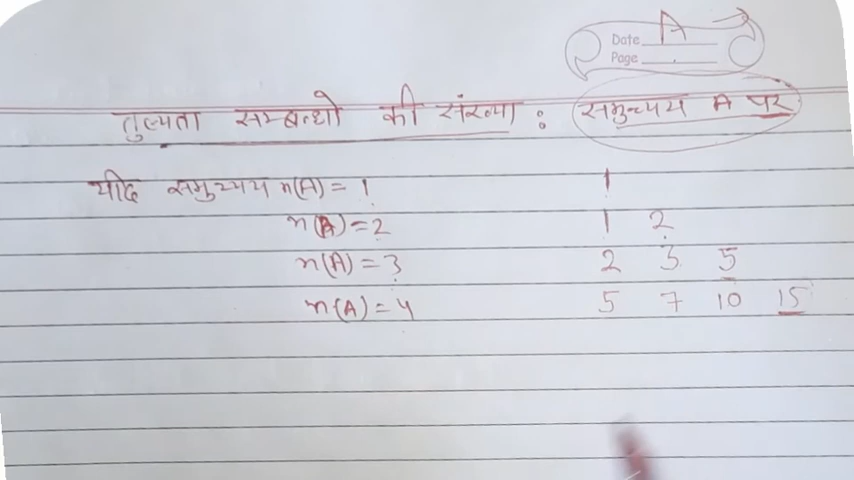 A
Date
Page
तुल्यता सम्बन्धो की संख्या : समुच्चय A पर
यदि समुच्चय n(A) = 1 1
n(A) = 2 1 2
n(A) = 3 2 3 5
n(A) = 4 5 7 10 15